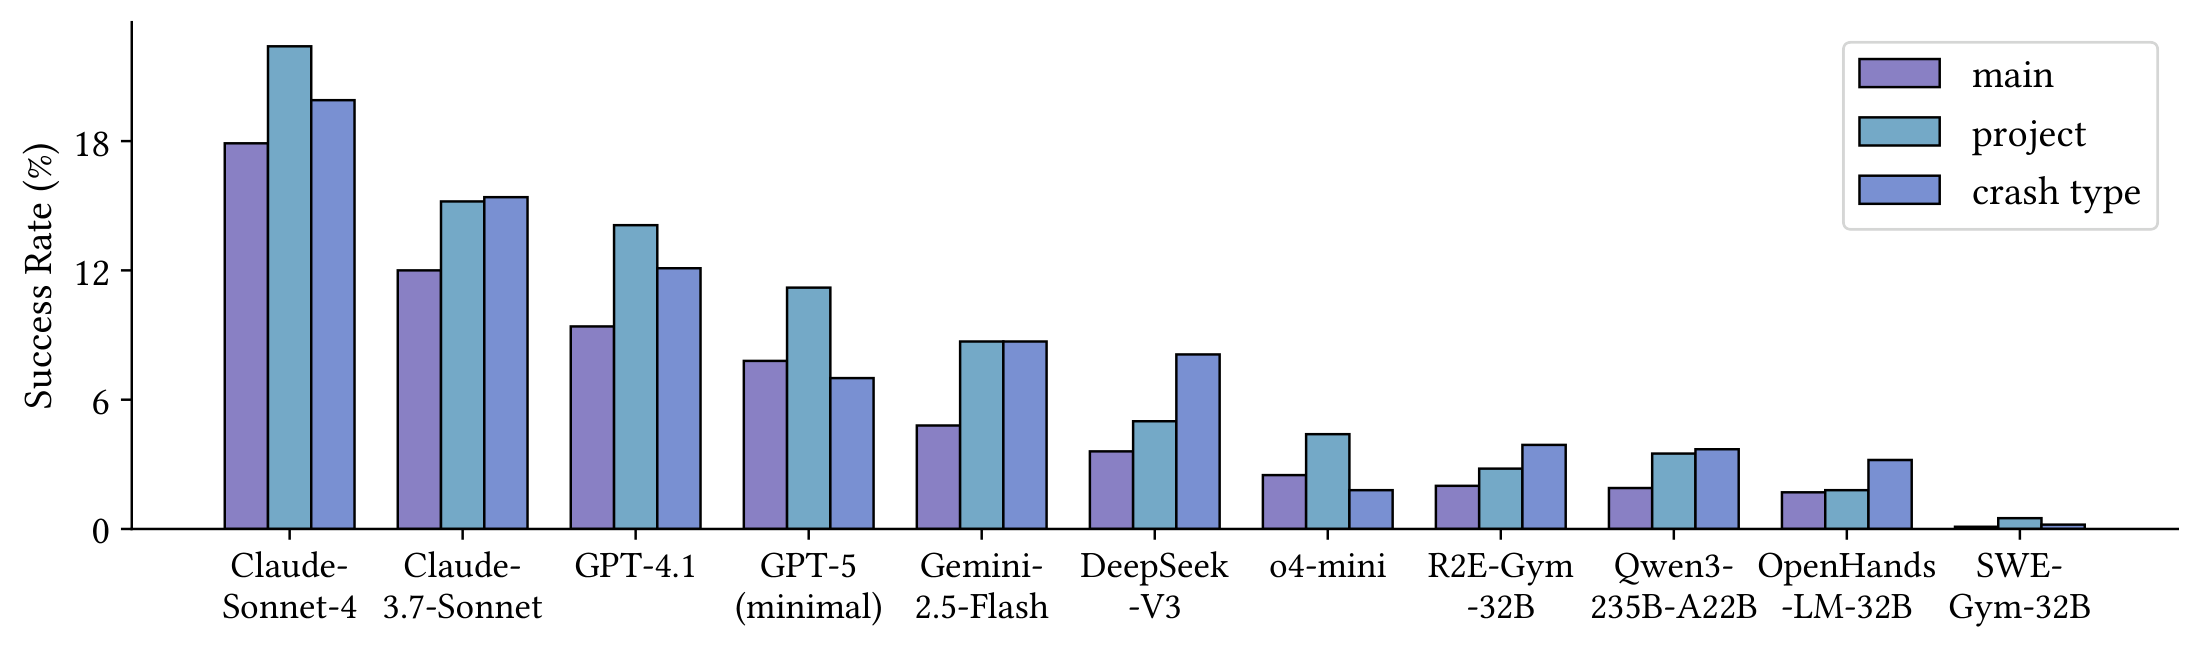 Success Rate (%)
18
12
6
0
main
project
crash type
Claude-
Sonnet-4
Claude-
3.7-Sonnet
GPT-4.1
GPT-5
(minimal)
Gemini-
2.5-Flash
DeepSeek
-V3
o4-mini
R2E-Gym
-32B
Qwen3-
235B-A22B
OpenHands
-LM-32B
SWE-
Gym-32B